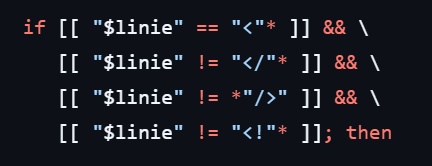 if [[ "$linie" == "<"* ]] && \
[[ "$linie" != "</"* ]] && \
[[ "$linie" != *"/>" ]] && \
[[ "$linie" != "<!"* ]]; then